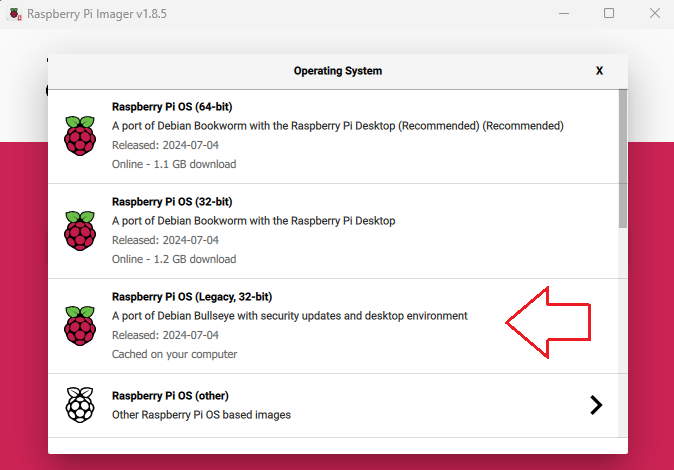 Raspberry Pi Imager v1.8.5
Operating System
X
Raspberry Pi OS (64-bit)
A port of Debian Bookworm with the Raspberry Pi Desktop (Recommended) (Recommended)
Released: 2024-07-04
Online - 1.1 GB download
Raspberry Pi OS (32-bit)
A port of Debian Bookworm with the Raspberry Pi Desktop
Released: 2024-07-04
Online - 1.2 GB download
Raspberry Pi OS (Legacy, 32-bit)
A port of Debian Bullseye with security updates and desktop environment
Released: 2024-07-04
Cached on your computer
Raspberry Pi OS (other)
Other Raspberry Pi OS based images